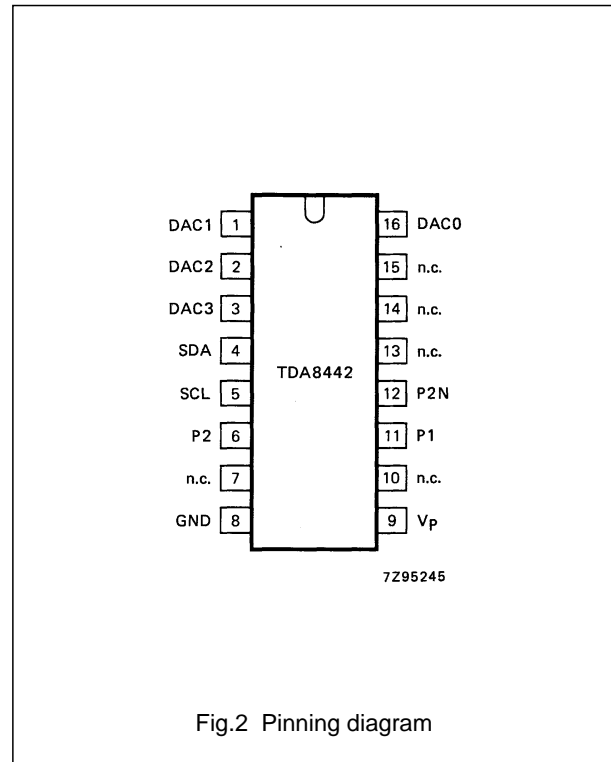 DAC1 1 16 DAC0
DAC2 2 15 n.c.
DAC3 3 14 n.c.
SDA 4 13 n.c.
TDA8442
SCL 5 12 P2N
P2 6 11 P1
n.c. 7 10 n.c.
GND 8 9 Vp
7Z95245
Fig.2 Pinning diagram